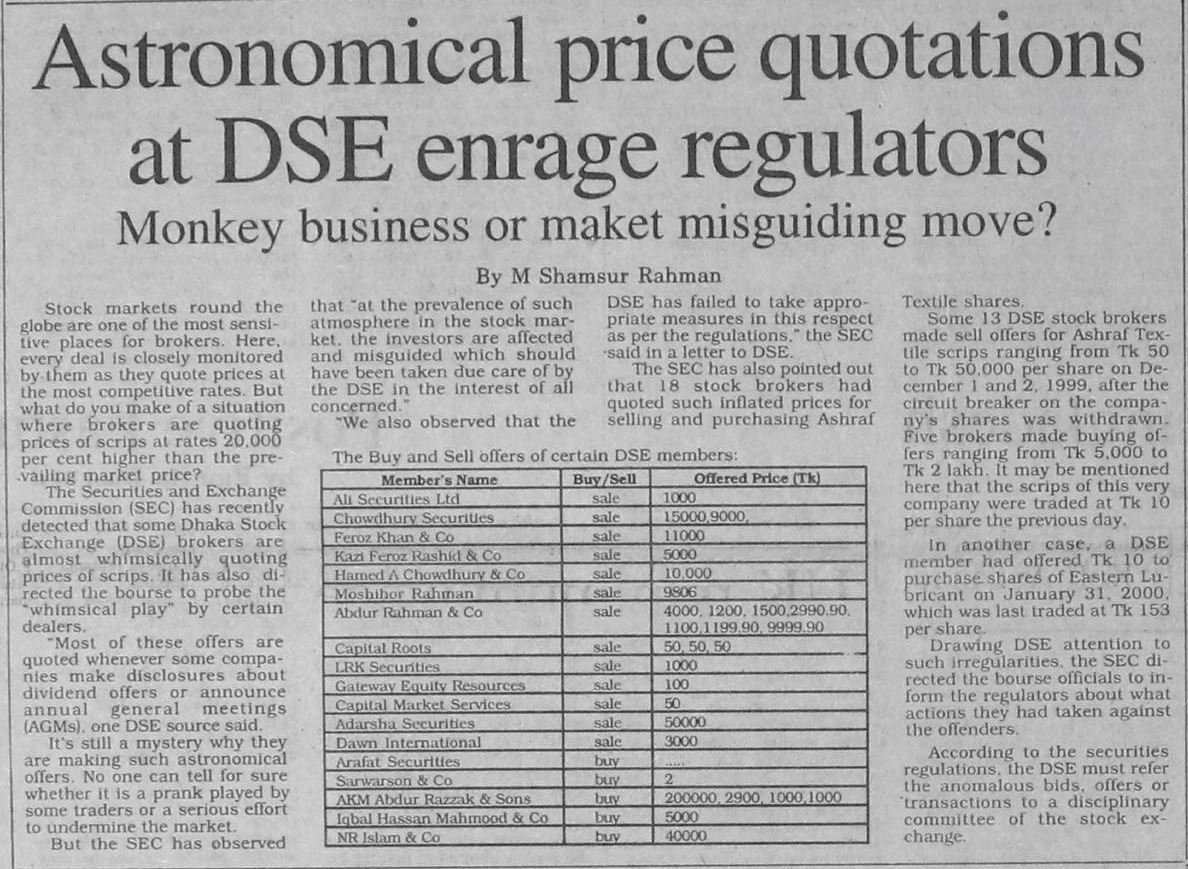 Astronomical price quotations
at DSE enrage regulators
Monkey business or maket misguiding move?
By M Shamsur Rahman
Stock markets round the
globe are one of the most sensi-
tive places for brokers. Here,
every deal is closely monitored
by them as they quote prices at
the most competitive rates. But
what do you make of a situation
where brokers are quoting
prices of scrips at rates 20,000
per cent higher than the pre-
vailing market price?
The Securities and Exchange
Commission (SEC) has recently
detected that some Dhaka Stock
Exchange (DSE) brokers are
almost whimsically quoting
prices of scrips. It has also di-
rected the bourse to probe the
"whimsical play" by certain
dealers.
"Most of these offers are
quoted whenever some compa-
nies make disclosures about
dividend offers or announce
annual general meetings
(AGMs), one DSE source said.
It's still a mystery why they
are making such astronomical
offers. No one can tell for sure
whether it is a prank played by
some traders or a serious effort
to undermine the market.
But the SEC has observed
that "at the prevalence of such
atmosphere in the stock mar-
ket, the investors are affected
and misguided which should
have been taken due care of by
the DSE in the interest of all
concerned."
"We also observed that the
DSE has failed to take appro-
priate measures in this respect
as per the regulations," the SEC
said in a letter to DSE.
The SEC has also pointed out
that 18 stock brokers had
quoted such inflated prices for
selling and purchasing Ashraf
The Buy and Sell offers of certain DSE members:
Member's Name Buy/Sell Offered Price (Tk)
Ali Securities Ltd sale 1000
Chowdhury Securities sale 15000,9000,
Feroz Khan & Co sale 11000
Kazi Feroz Rashid & Co sale 5000
Hamed A Chowdhury & Co sale 10,000
Moshihor Rahman sale 9806
Abdur Rahman & Co sale 4000, 1200, 1500,2990.90,
1100,1199.90, 9999.90
Capital Roots sale 50, 50, 50
LRK Securities sale 1000
Gateway Equity Resources sale 100
Capital Market Services sale 50
Adarsha Securities sale 50000
Dawn International sale 3000
Arafat Securities buy .....
Sarwarson & Co buy 2
AKM Abdur Razzak & Sons buy 200000, 2900, 1000,1000
Iqbal Hassan Mahmood & Co buy 5000
NR Islam & Co buy 40000
Textile shares.
Some 13 DSE stock brokers
made sell offers for Ashraf Tex-
tile scrips ranging from Tk 50
to Tk 50,000 per share on De-
cember 1 and 2, 1999, after the
circuit breaker on the compa-
ny's shares was withdrawn.
Five brokers made buying of-
fers ranging from Tk 5,000 to
Tk 2 lakh. It may be mentioned
here that the scrips of this very
company were traded at Tk 10
per share the previous day.
In another case, a DSE
member had offered Tk 10 to
purchase shares of Eastern Lu-
bricant on January 31, 2000,
which was last traded at Tk 153
per share.
Drawing DSE attention to
such irregularities, the SEC di-
rected the bourse officials to in-
form the regulators about what
actions they had taken against
the offenders.
According to the securities
regulations, the DSE must refer
the anomalous bids, offers or
transactions to a disciplinary
committee of the stock ex-
change.